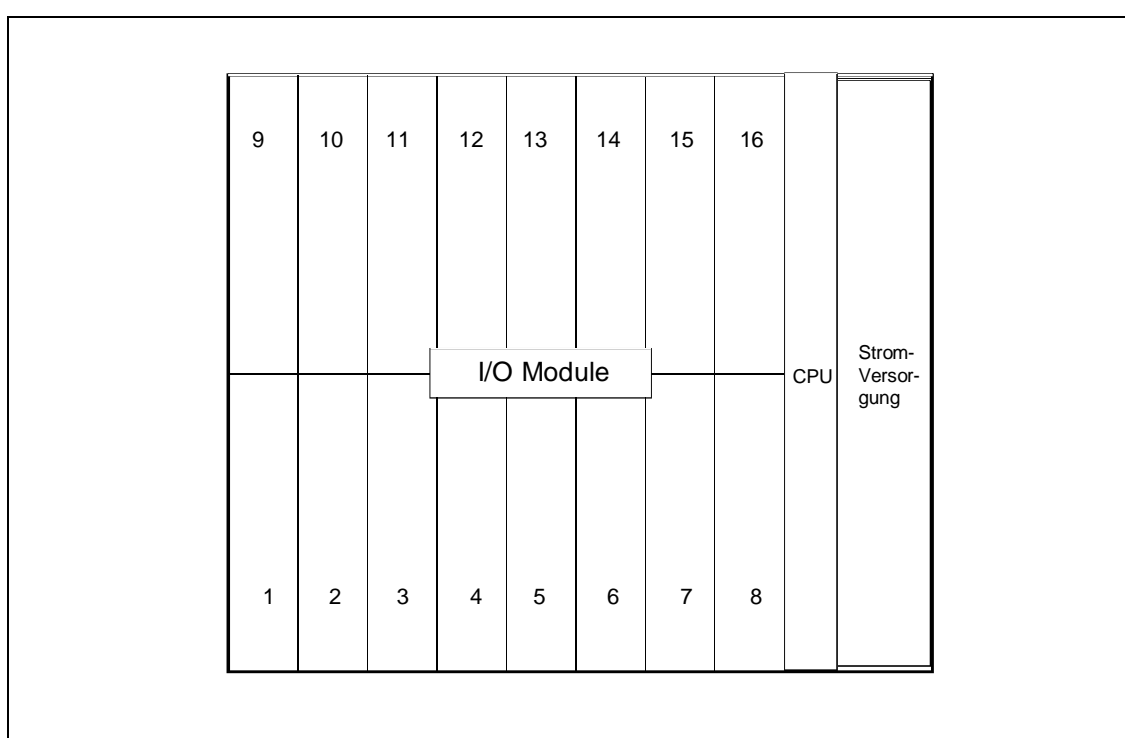 9 10 11 12 13 14 15 16
I/O Module
CPU
Strom-
Versor-
gung
1 2 3 4 5 6 7 8